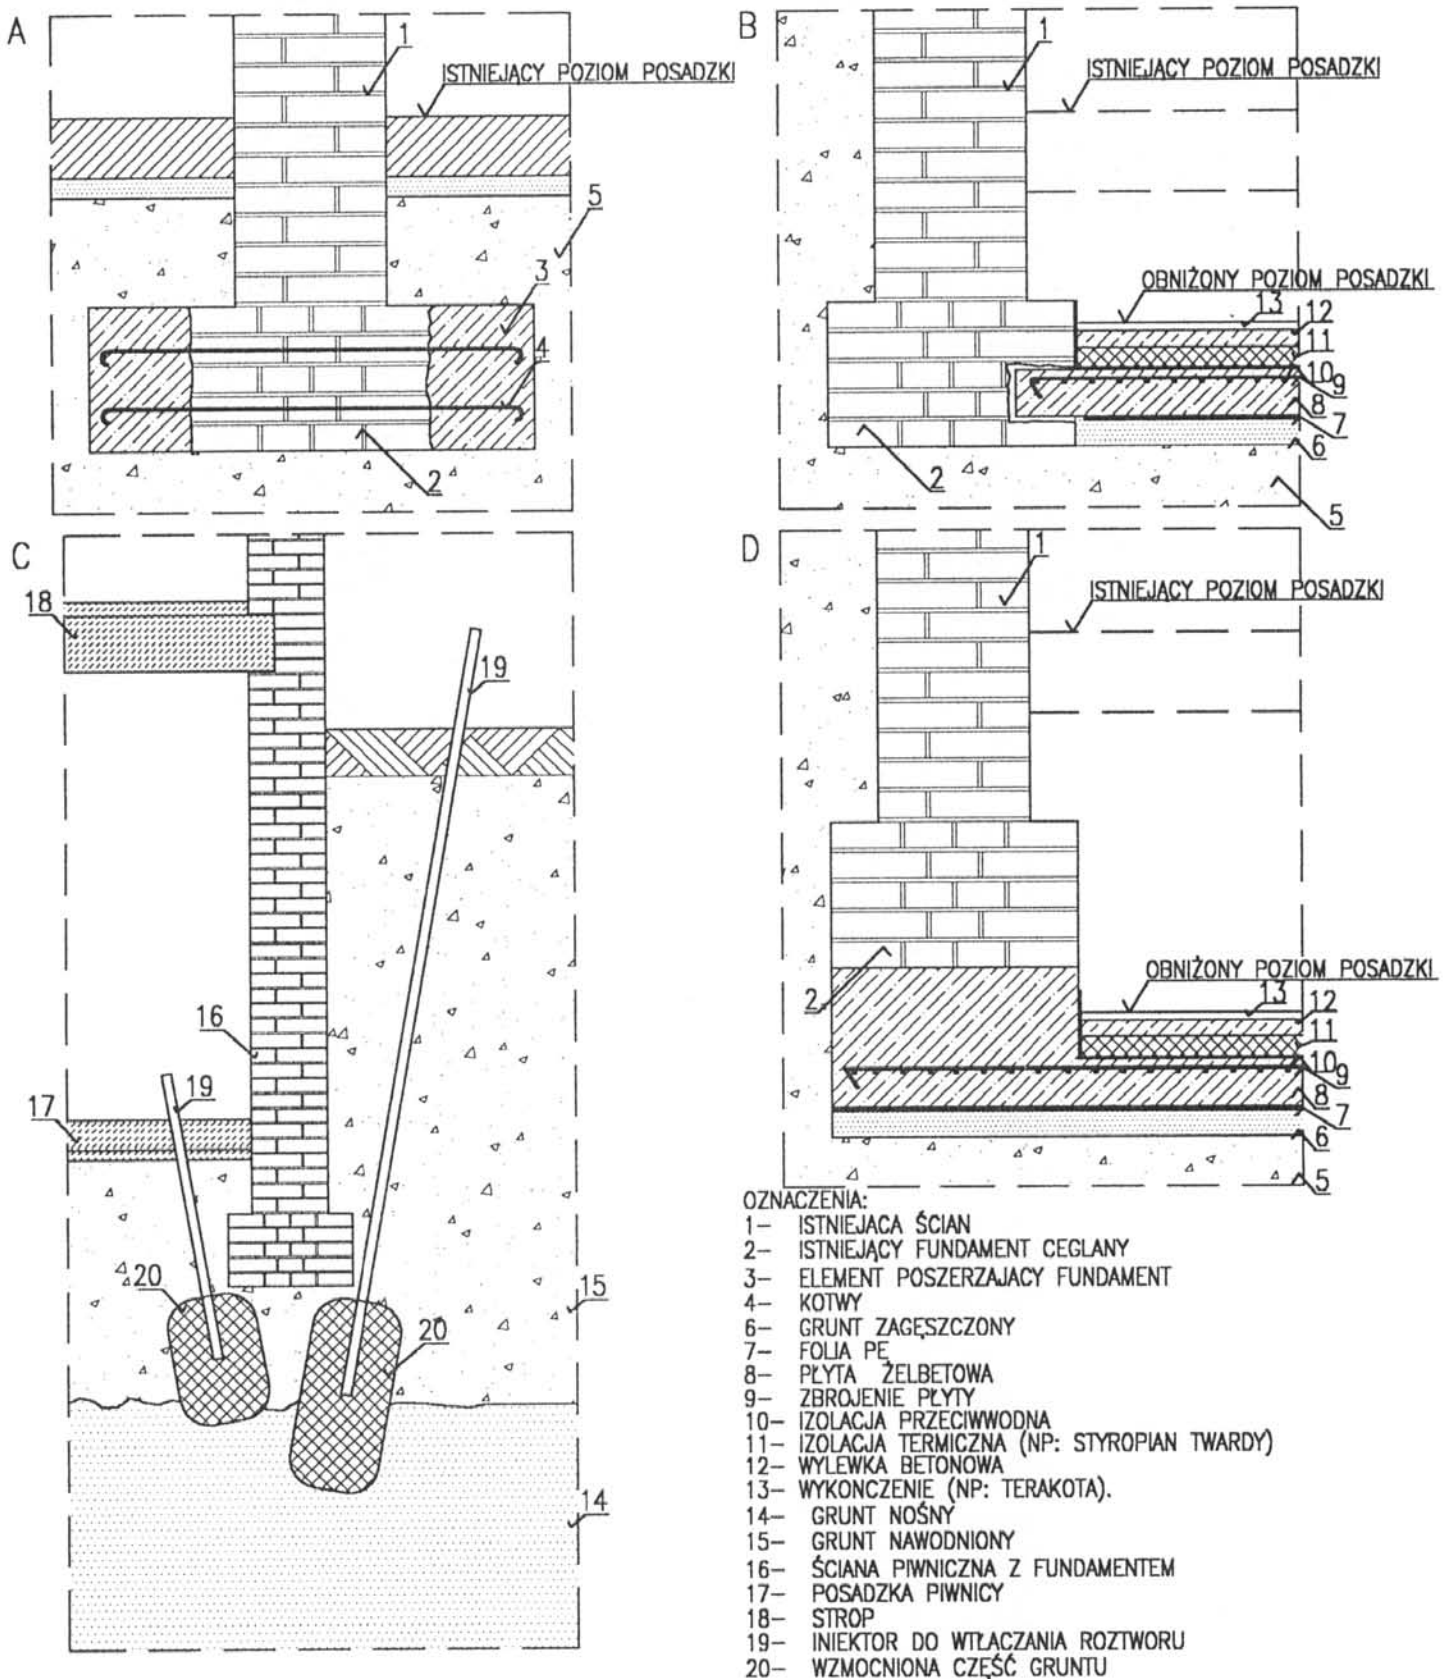 A
1
ISTNIEJĄCY POZIOM POSADZKI
5
3
4
2
B
1
ISTNIEJĄCY POZIOM POSADZKI
OBNIŻONY POZIOM POSADZKI
13
12
11
10
9
8
7
6
2
5
C
18
19
16
19
17
20
15
20
14
D
1
ISTNIEJĄCY POZIOM POSADZKI
OBNIŻONY POZIOM POSADZKI
2
13
12
11
10
9
8
7
6
5
OZNACZENIA:
1– ISTNIEJACA ŚCIAN
2– ISTNIEJĄCY FUNDAMENT CEGLANY
3– ELEMENT POSZERZAJACY FUNDAMENT
4– KOTWY
6– GRUNT ZAGĘSZCZONY
7– FOLIA PE
8– PŁYTA ŻELBETOWA
9– ZBROJENIE PŁYTY
10– IZOLACJA PRZECIWWODNA
11– IZOLACJA TERMICZNA (NP: STYROPIAN TWARDY)
12– WYLEWKA BETONOWA
13– WYKONCZENIE (NP: TERAKOTA).
14– GRUNT NOŚNY
15– GRUNT NAWODNIONY
16– ŚCIANA PIWNICZNA Z FUNDAMENTEM
17– POSADZKA PIWNICY
18– STROP
19– INIEKTOR DO WTŁACZANIA ROZTWORU
20– WZMOCNIONA CZĘŚĆ GRUNTU